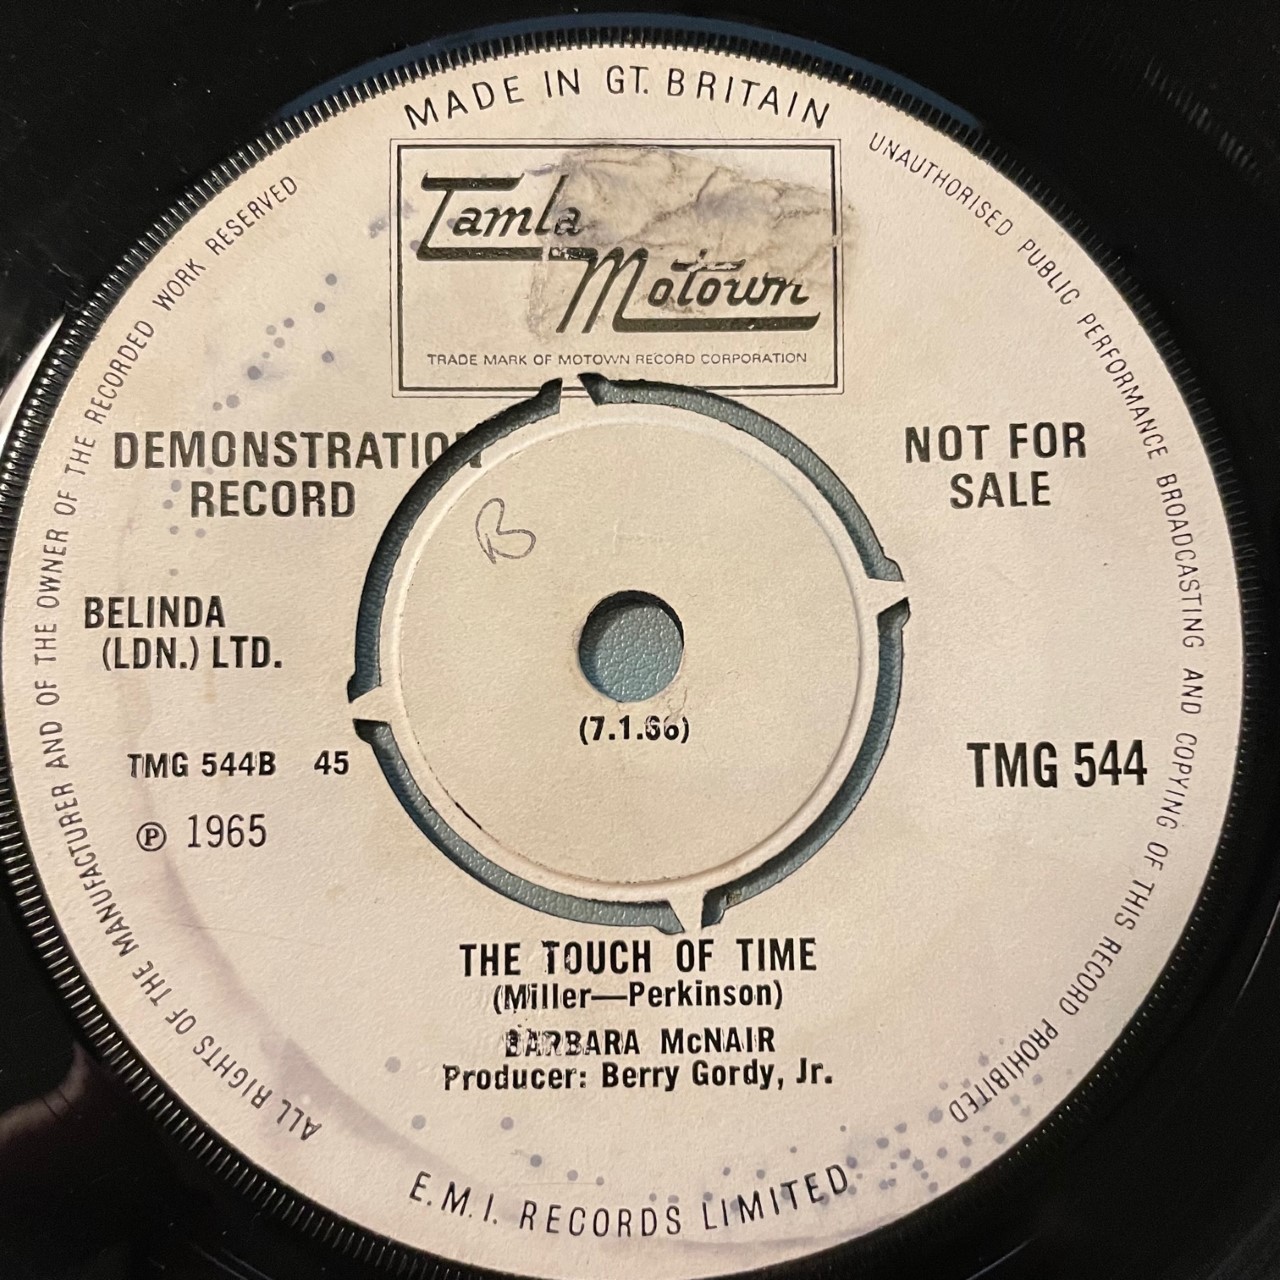 MADE IN GT. BRITAIN
Tamla
Motown
TRADE MARK OF MOTOWN RECORD CORPORATION
UNAUTHORISED PUBLIC PERFORMANCE BROADCASTING AND COPYING OF THIS RECORD PROHIBITED
DEMONSTRATION
RECORD
NOT FOR
SALE
B
BELINDA
(LDN.) LTD.
(7.1.66)
TMG 544B 45
℗ 1965
TMG 544
THE TOUCH OF TIME
(Miller—Perkinson)
BARBARA McNAIR
Producer: Berry Gordy, Jr.
ALL RIGHTS OF THE MANUFACTURER AND OF THE OWNER OF THE RECORDED WORK RESERVED
E.M.I. RECORDS LIMITED